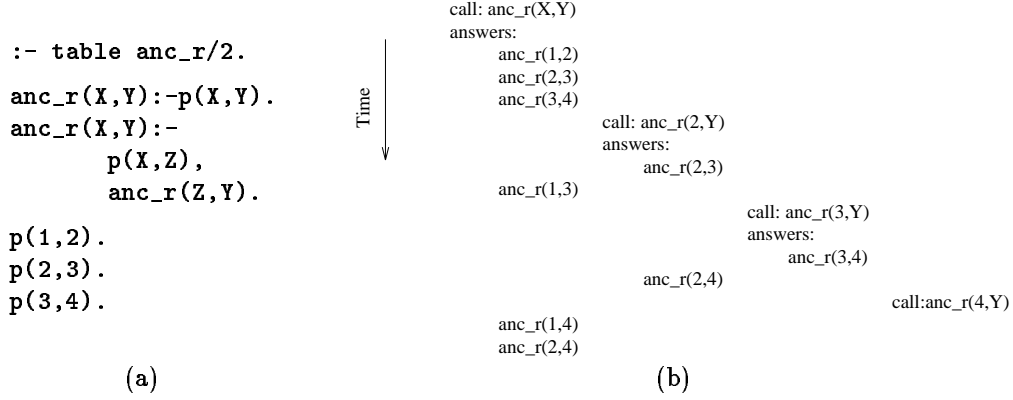 :- table anc_r/2.
anc_r(X,Y):-p(X,Y).
anc_r(X,Y):-
p(X,Z),
anc_r(Z,Y).
p(1,2).
p(2,3).
p(3,4).
(a)
Time
call: anc_r(X,Y)
answers:
anc_r(1,2)
anc_r(2,3)
anc_r(3,4)
call: anc_r(2,Y)
answers:
anc_r(2,3)
anc_r(1,3)
call: anc_r(3,Y)
answers:
anc_r(3,4)
anc_r(2,4)
call:anc_r(4,Y)
anc_r(1,4)
anc_r(2,4)
(b)